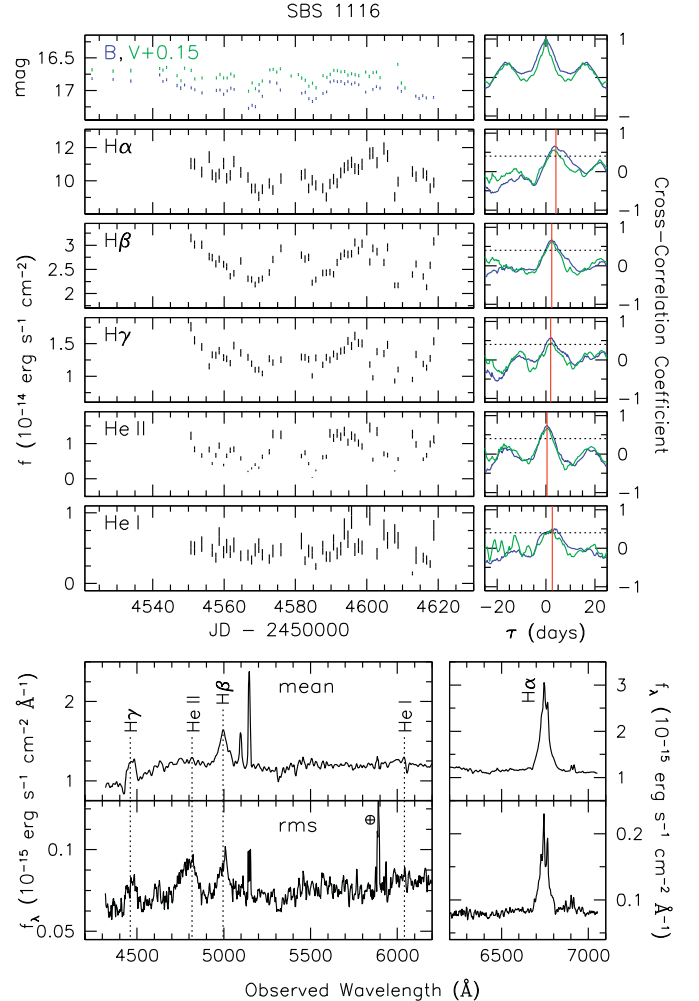 SBS 1116
B, V+0.15
mag
16.5
17
1
0
−1
Hα
12
10
1
0
−1
Hβ
3
2.5
2
1
0
−1
Hγ
1.5
1
1
0
−1
He II
1
0
1
0
−1
He I
1
0.5
0
1
0
−1
f (10⁻¹⁴ erg s⁻¹ cm⁻²)
Cross−Correlation Coefficient
4540 4560 4580 4600 4620
JD − 2450000
−20 0 20
τ (days)
mean
Hγ
He II
Hβ
He I
2
1
Hα
3
2
1
rms
⊕
0.1
0.05
0.2
0.1
f_λ (10⁻¹⁵ erg s⁻¹ cm⁻² Å⁻¹)
f_λ (10⁻¹⁵ erg s⁻¹ cm⁻² Å⁻¹)
4500 5000 5500 6000
6500 7000
Observed Wavelength (Å)